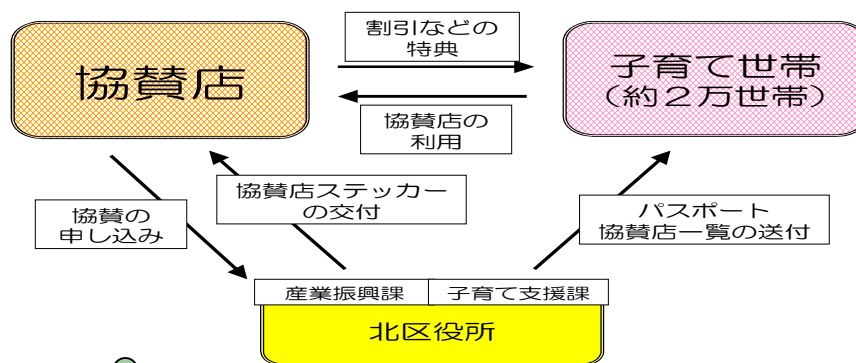 割引などの
特典
協賛店
子育て世帯
（約２万世帯）
協賛店の
利用
協賛店ステッカー
の交付
協賛の
申し込み
パスポート
協賛店一覧の送付
産業振興課
子育て支援課
北区役所